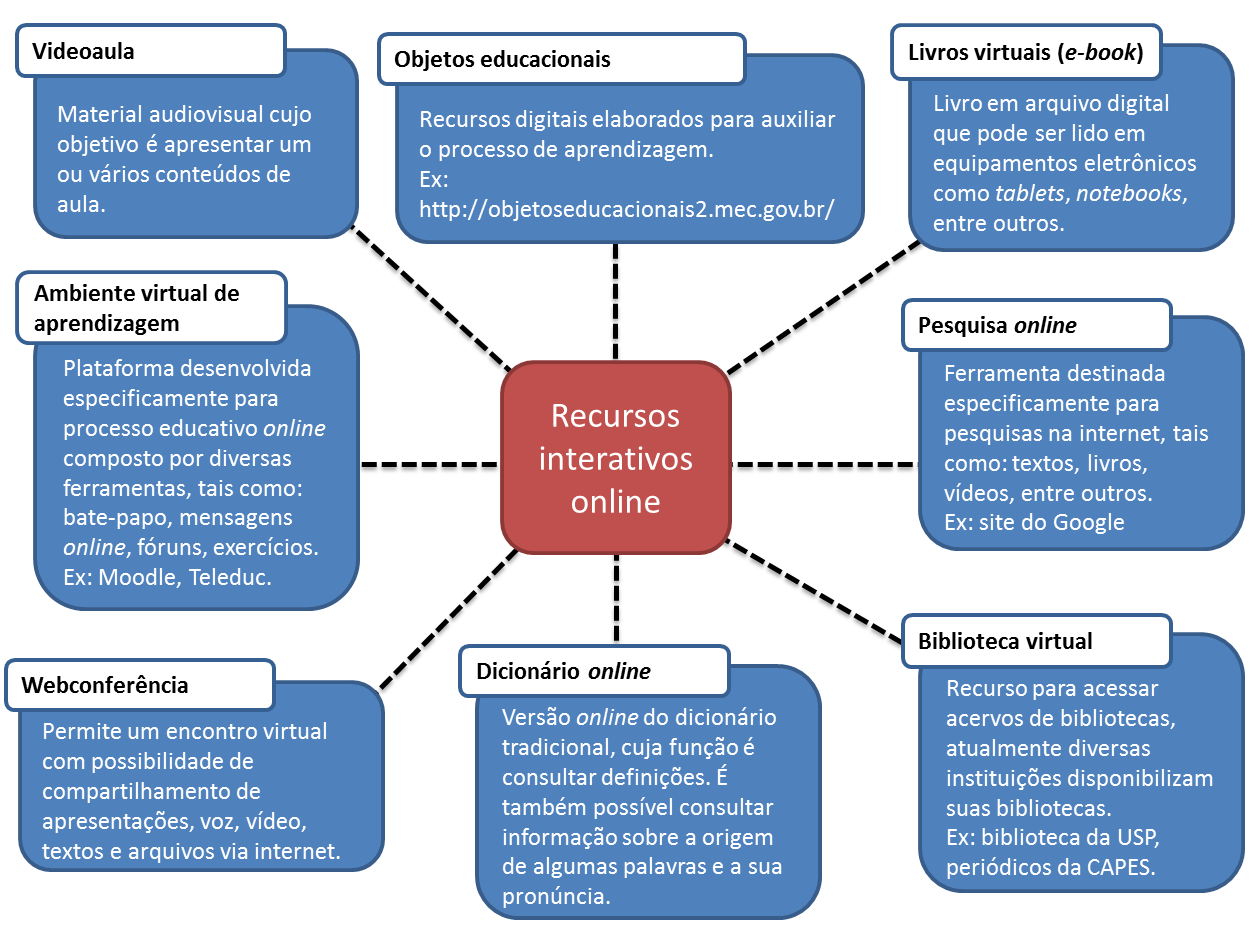 Videoaula
Material audiovisual cujo
objetivo é apresentar um
ou vários conteúdos de
aula.
Objetos educacionais
Recursos digitais elaborados para auxiliar
o processo de aprendizagem.
Ex:
http://objetoseducacionais2.mec.gov.br/
Livros virtuais (e-book)
Livro em arquivo digital
que pode ser lido em
equipamentos eletrônicos
como tablets, notebooks,
entre outros.
Ambiente virtual de
aprendizagem
Plataforma desenvolvida
especificamente para
processo educativo online
composto por diversas
ferramentas, tais como:
bate-papo, mensagens
online, fóruns, exercícios.
Ex: Moodle, Teleduc.
Recursos
interativos
online
Pesquisa online
Ferramenta destinada
especificamente para
pesquisas na internet, tais
como: textos, livros,
vídeos, entre outros.
Ex: site do Google
Webconferência
Permite um encontro virtual
com possibilidade de
compartilhamento de
apresentações, voz, vídeo,
textos e arquivos via internet.
Dicionário online
Versão online do dicionário
tradicional, cuja função é
consultar definições. É
também possível consultar
informação sobre a origem
de algumas palavras e a sua
pronúncia.
Biblioteca virtual
Recurso para acessar
acervos de bibliotecas,
atualmente diversas
instituições disponibilizam
suas bibliotecas.
Ex: biblioteca da USP,
periódicos da CAPES.